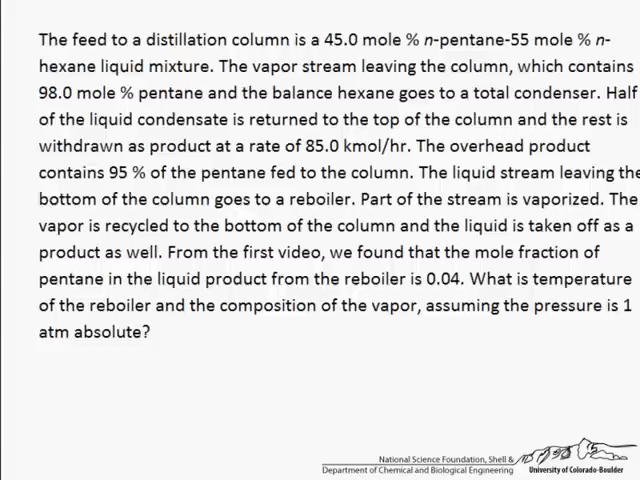 The feed to a distillation column is a 45.0 mole % n-pentane-55 mole % n-
hexane liquid mixture. The vapor stream leaving the column, which contains
98.0 mole % pentane and the balance hexane goes to a total condenser. Half
of the liquid condensate is returned to the top of the column and the rest is
withdrawn as product at a rate of 85.0 kmol/hr. The overhead product
contains 95 % of the pentane fed to the column. The liquid stream leaving the
bottom of the column goes to a reboiler. Part of the stream is vaporized. The
vapor is recycled to the bottom of the column and the liquid is taken off as a
product as well. From the first video, we found that the mole fraction of
pentane in the liquid product from the reboiler is 0.04. What is temperature
of the reboiler and the composition of the vapor, assuming the pressure is 1
atm absolute?
National Science Foundation, Shell &
Department of Chemical and Biological Engineering
University of Colorado-Boulder